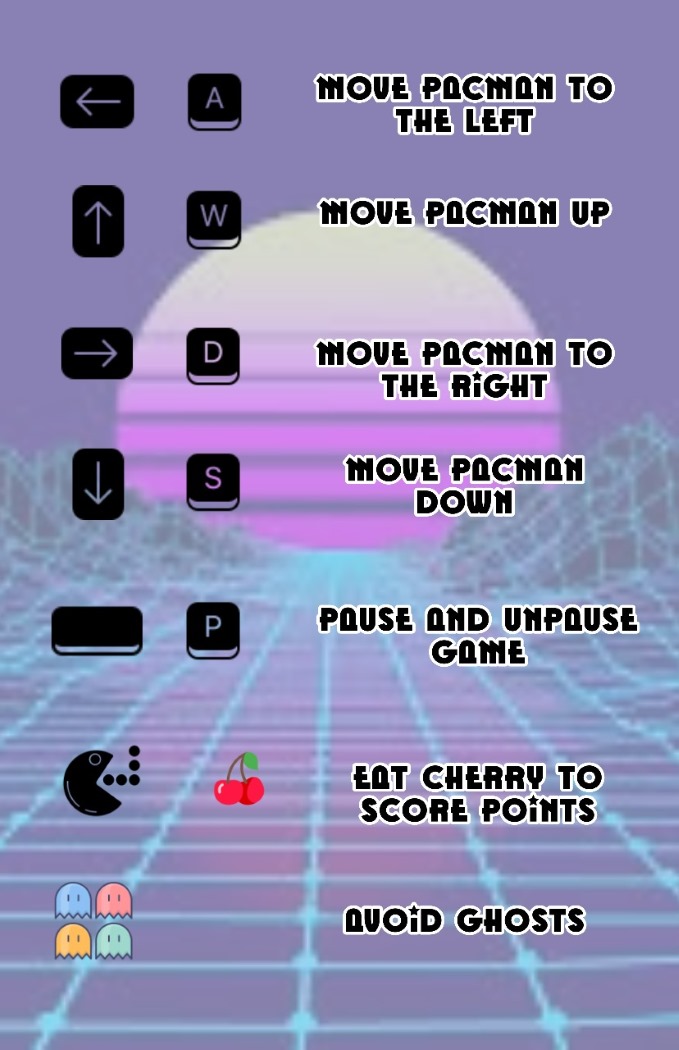 A
MOVE PACMAN TO
THE LEFT
W
MOVE PACMAN UP
D
MOVE PACMAN TO
THE RiGHT
S
MOVE PACMAN
DOWN
P
PAUSE AND UNPAUSE
GAME
EAT CHERRY TO
SCORE POiNTS
AVOiD GHOSTS